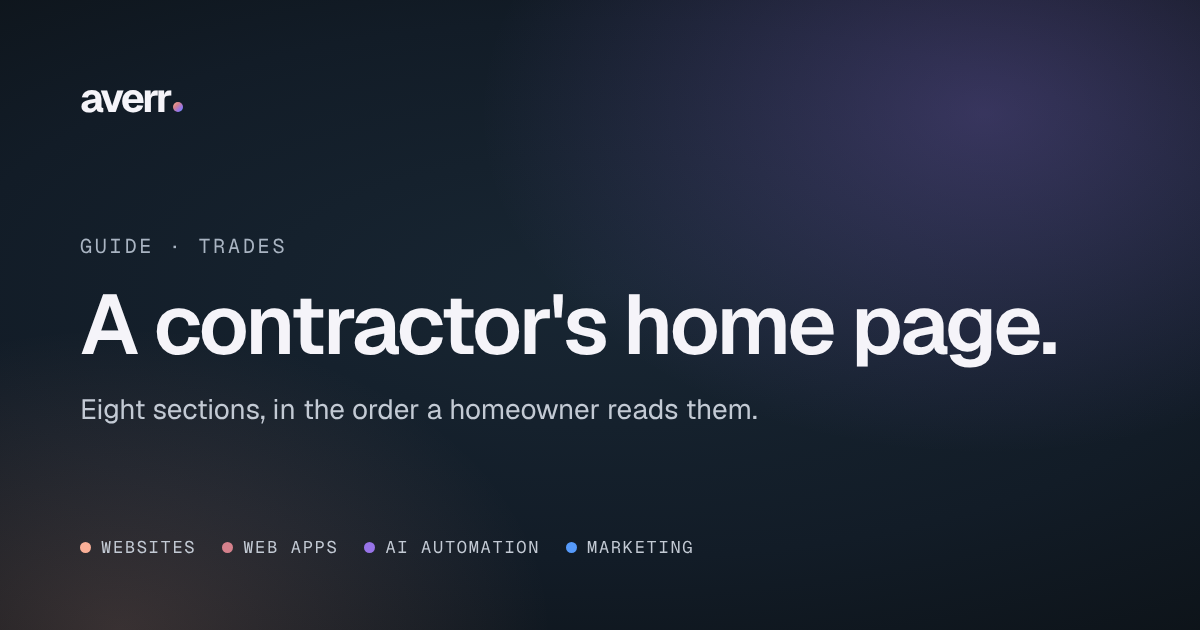 averr.
GUIDE · TRADES
A contractor's home page.
Eight sections, in the order a homeowner reads them.
WEBSITES WEB APPS AI AUTOMATION MARKETING